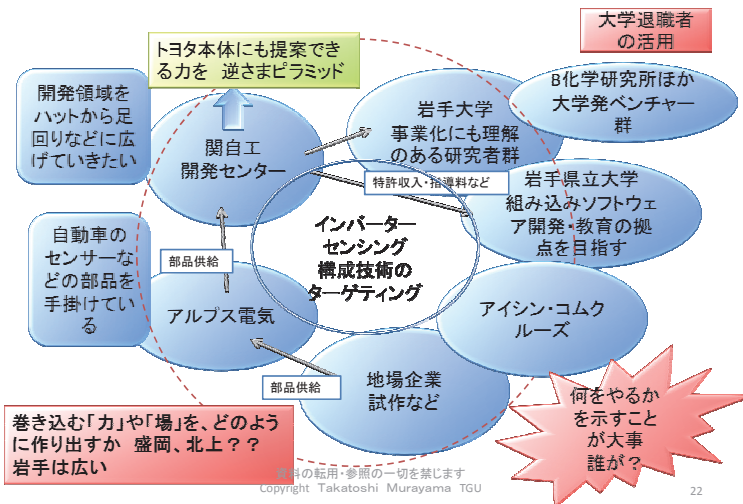 大学退職者
の活用
トヨタ本体にも提案でき
る力を 逆さまピラミッド
B化学研究所ほか
大学発ベンチャー
群
開発領域を
ハットから足
回りなどに広
げていきたい
関自工
開発センター
岩手大学
事業化にも理解
のある研究者群
特許収入・指導料など
岩手県立大学
組み込みソフトウェ
ア開発・教育の拠
点を目指す
インバーター
センシング
構成技術の
ターゲティング
自動車の
センサーな
どの部品を
手掛けてい
る
部品供給
アルプス電気
アイシン・コムク
ルーズ
部品供給
地場企業
試作など
何をやるか
を示すこと
が大事
誰が？
巻き込む「力」や「場」を、どのよう
に作り出すか 盛岡、北上？？
岩手は広い
資料の転用・参照の一切を禁じます
Copyright Takatoshi Murayama TGU
22